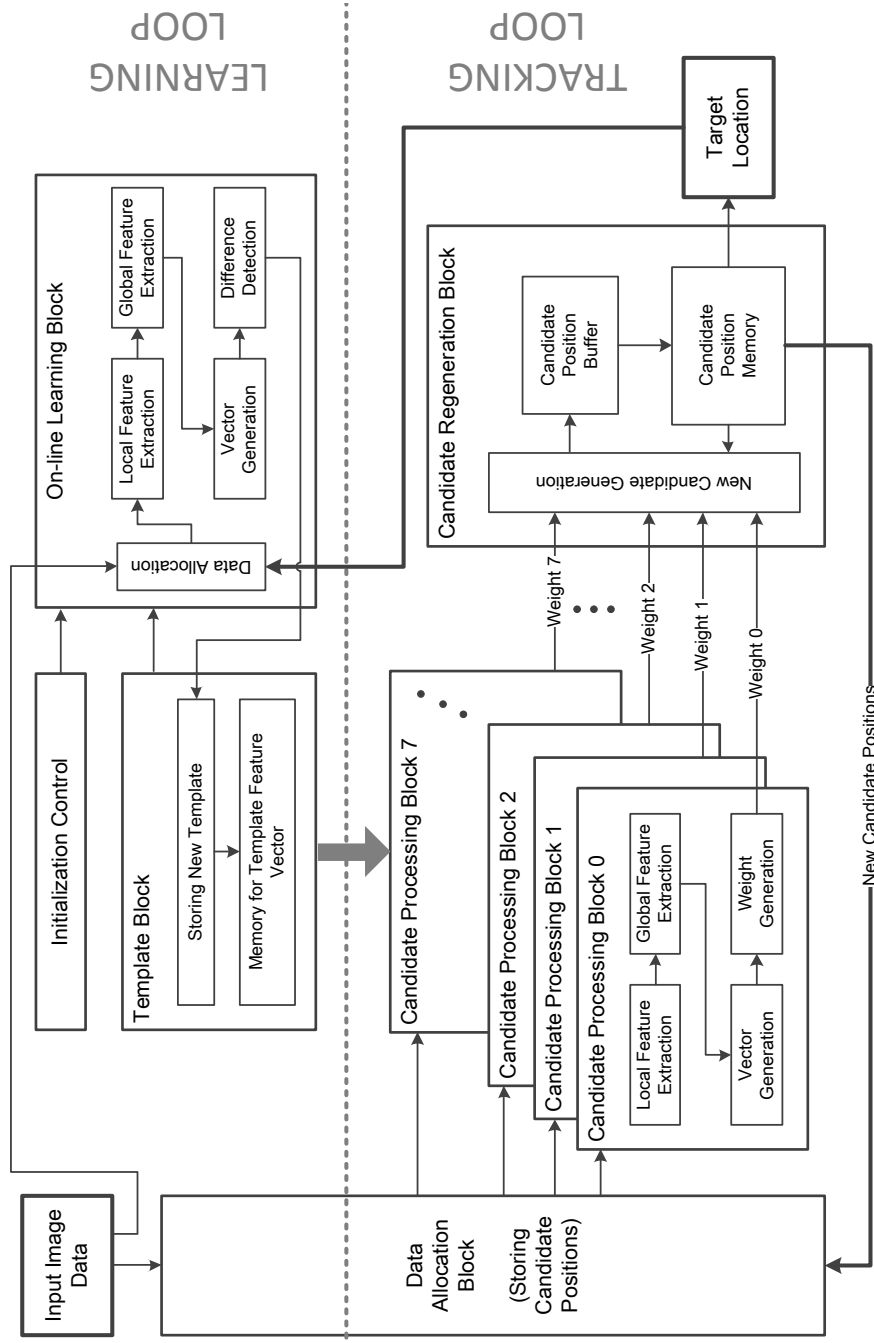 LEARNING
LOOP
TRACKING
LOOP
Input Image
Data
Initialization Control
Template Block
Storing New Template
Memory for Template Feature
Vector
On-line Learning Block
Data Allocation
Local Feature
Extraction
Global Feature
Extraction
Vector
Generation
Difference
Detection
Data
Allocation
Block
(Storing
Candidate
Positions)
Candidate Processing Block 7
Candidate Processing Block 2
Candidate Processing Block 1
Candidate Processing Block 0
Local Feature
Extraction
Global Feature
Extraction
Vector
Generation
Weight
Generation
Weight 7
Weight 2
Weight 1
Weight 0
Candidate Regeneration Block
New Candidate Generation
Candidate
Position
Buffer
Candidate
Position
Memory
Target
Location
New Candidate Positions